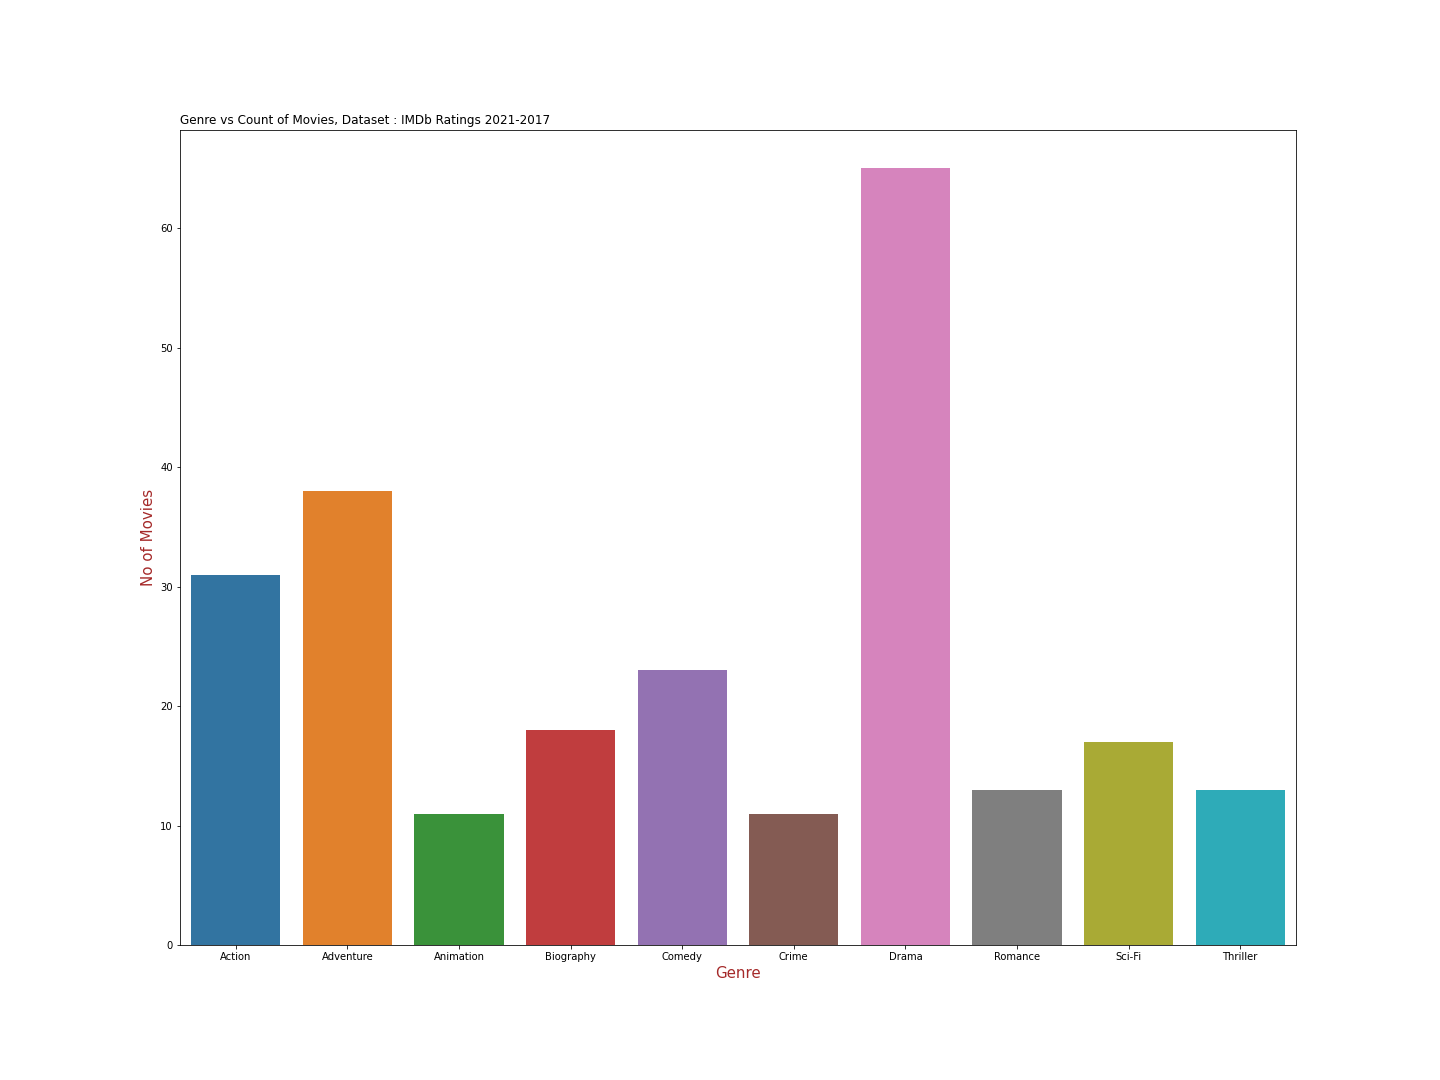 Genre vs Count of Movies, Dataset : IMDb Ratings 2021-2017
No of Movies
60
50
40
30
20
10
0
Action Adventure Animation Biography Comedy Crime Drama Romance Sci-Fi Thriller
Genre